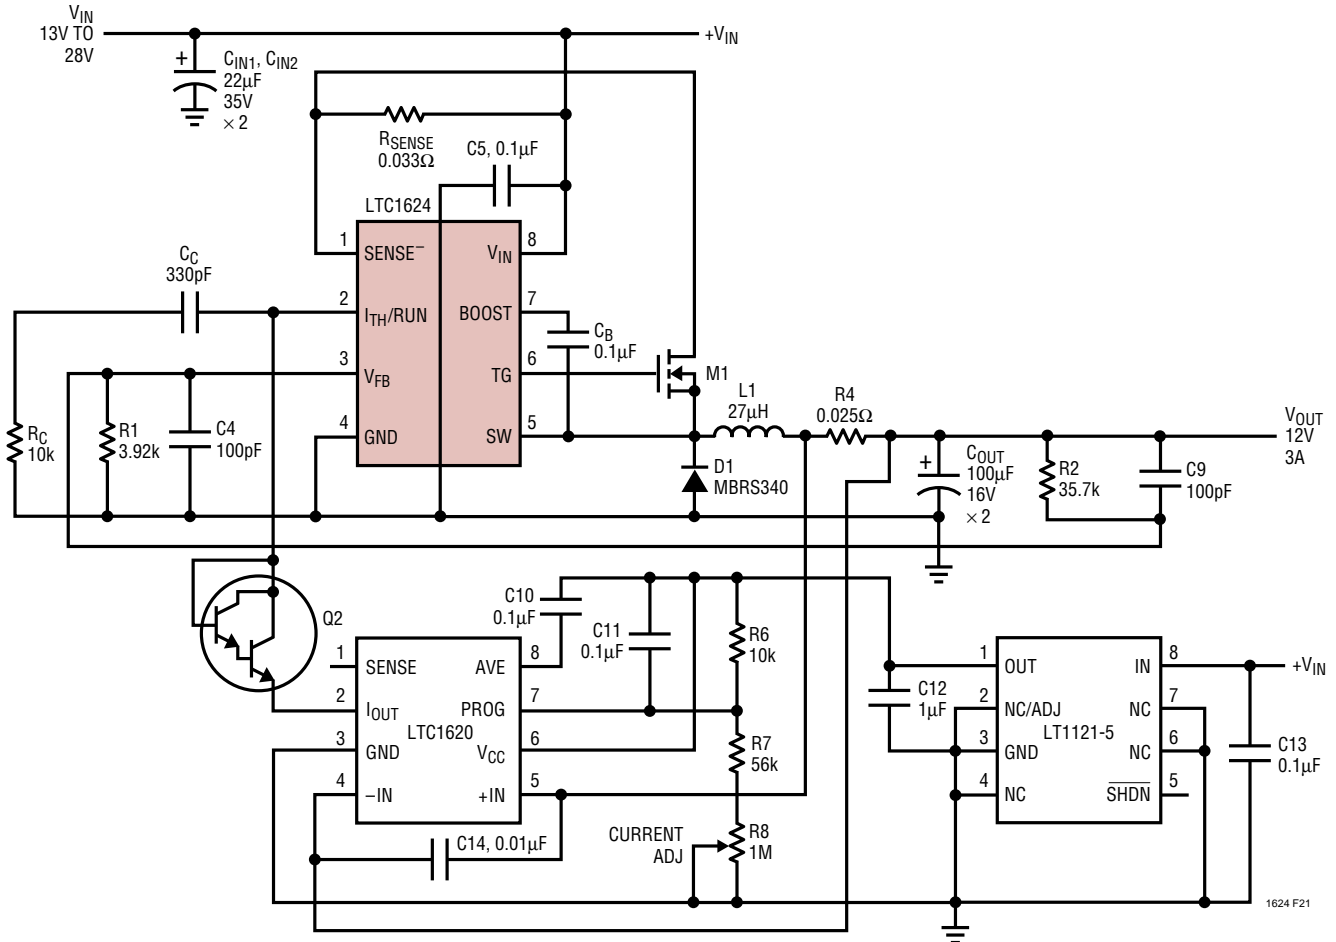 VIN
13V TO
28V
+VIN
+
CIN1, CIN2
22µF
35V
× 2
RSENSE
0.033Ω
C5, 0.1µF
LTC1624
1
SENSE–
VIN
8
2
ITH/RUN
BOOST
7
3
VFB
TG
6
4
GND
SW
5
CC
330pF
RC
10k
R1
3.92k
C4
100pF
CB
0.1µF
M1
L1
27µH
R4
0.025Ω
D1
MBRS340
+
COUT
100µF
16V
× 2
R2
35.7k
C9
100pF
VOUT
12V
3A
Q2
C10
0.1µF
C11
0.1µF
R6
10k
1
SENSE
AVE
8
2
IOUT
PROG
7
LTC1620
3
GND
VCC
6
4
–IN
+IN
5
C14, 0.01µF
R7
56k
CURRENT
ADJ
R8
1M
C12
1µF
1
OUT
IN
8
2
NC/ADJ
NC
7
LT1121-5
3
GND
NC
6
4
NC
SHDN
5
+VIN
C13
0.1µF
1624 F21